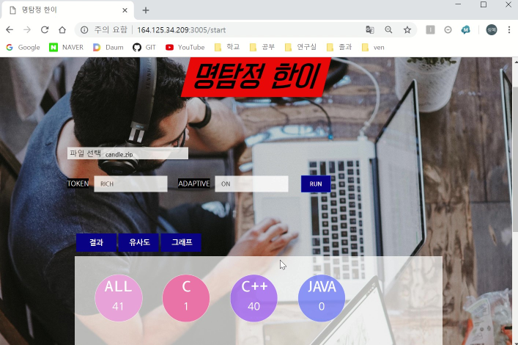 명탐정 한이
주의 요함 164.125.34.209:3005/start
Google NAVER Daum GIT YouTube 학교 공부 연구실 졸과 ven
명탐정 한이
파일 선택 candle.zip
TOKEN RICH ADAPTIVE ON RUN
결과 유사도 그래프
ALL C C++ JAVA
41 1 40 0